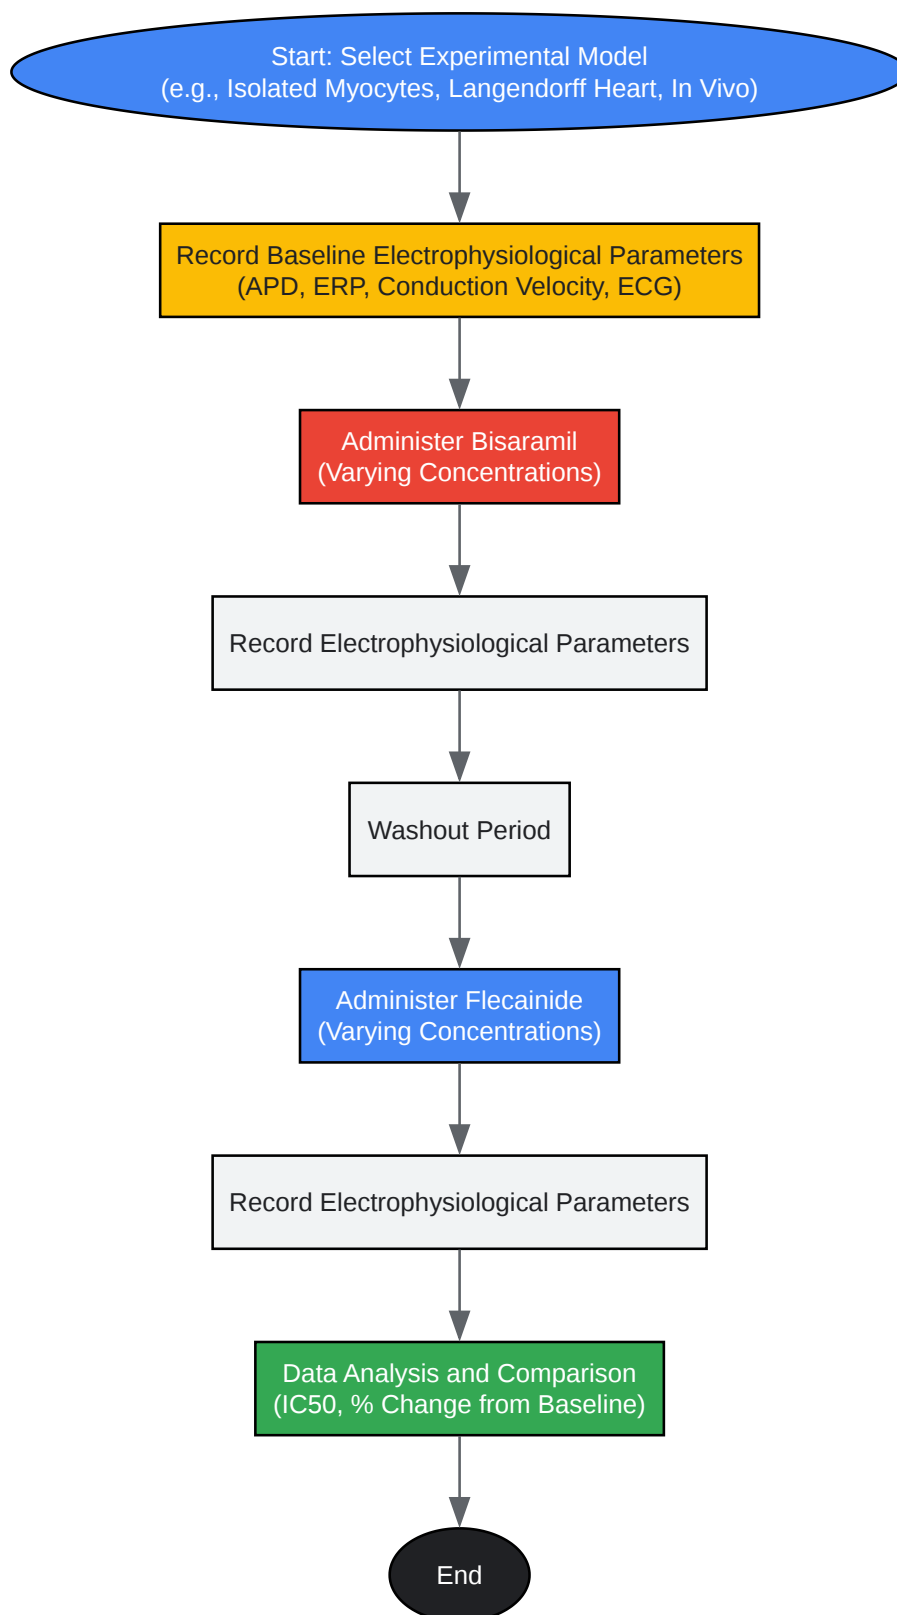 Start: Select Experimental Model
(e.g., Isolated Myocytes, Langendorff Heart, In Vivo)
Record Baseline Electrophysiological Parameters
(APD, ERP, Conduction Velocity, ECG)
Administer Bisaramil
(Varying Concentrations)
Record Electrophysiological Parameters
Washout Period
Administer Flecainide
(Varying Concentrations)
Record Electrophysiological Parameters
Data Analysis and Comparison
(IC50, % Change from Baseline)
End